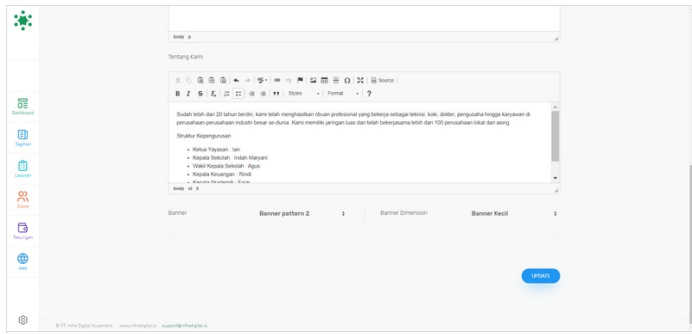 body p
Tentang Kami
Source
B I S Styles Format ?
Sudah lebih dari 20 tahun berdiri, kami telah menghasilkan ribuan profesional yang bekerja sebagai teknisi, koki, dokter, pengusaha hingga karyawan di
perusahaan-perusahaan industri besar se-dunia. Kami memiliki jaringan luas dan telah bekerjasama lebih dari 100 perusahaan lokal dan asing.
Struktur Kepengurusan
Ketua Yayasan : Ian
Kepala Sekolah : Indah Maryani
Wakil Kepala Sekolah : Agus
Kepala Keuangan : Rindi
Kepala Akademik :
body ul li
Banner
Banner pattern 2
Banner Dimension
Banner Kecil
UPDATE
Dashboard
Tagihan
Laporan
Siswa
Tabungan
Web
© PT. Infra Digital Nusantara www.infradigital.io support@infradigital.io